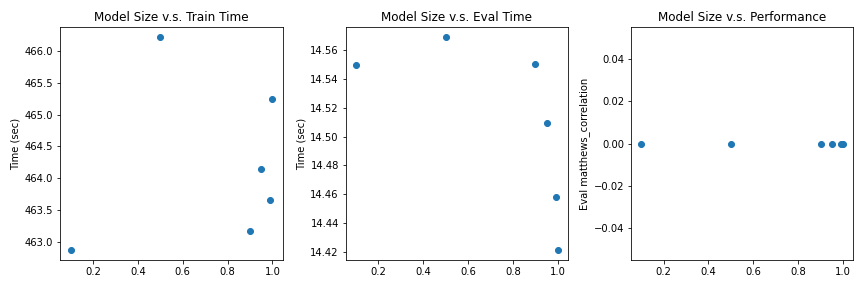 Model Size v.s. Train Time
Time (sec)
466.0
465.5
465.0
464.5
464.0
463.5
463.0
0.2 0.4 0.6 0.8 1.0
Model Size v.s. Eval Time
Time (sec)
14.56
14.54
14.52
14.50
14.48
14.46
14.44
14.42
0.2 0.4 0.6 0.8 1.0
Model Size v.s. Performance
Eval matthews_correlation
0.04
0.02
0.00
−0.02
−0.04
0.2 0.4 0.6 0.8 1.0